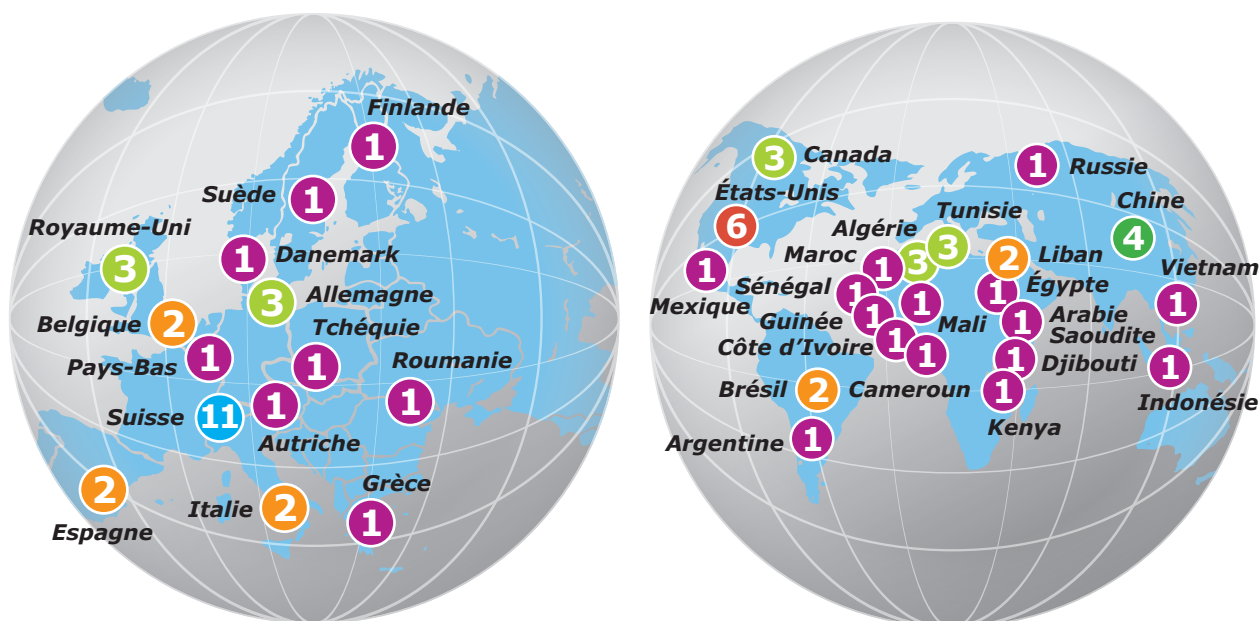 Finlande
1
Suède
1
Royaume-Uni
3
1
Danemark
3
Allemagne
Belgique
2
Tchéquie
1
Pays-Bas
1
Roumanie
1
Suisse
11
1
Autriche
2
Espagne
Italie
2
Grèce
1
3
Canada
1
Russie
États-Unis
6
Chine
4
Tunisie
3
Algérie
3
Maroc
1
2
Liban
Vietnam
1
1
Mexique
Sénégal
1
1
Égypte
Guinée
1
1
Mali
1
Arabie
Saoudite
Côte d’Ivoire
1
1
Cameroun
1
Djibouti
1
Indonésie
Brésil
2
1
Kenya
Argentine
1